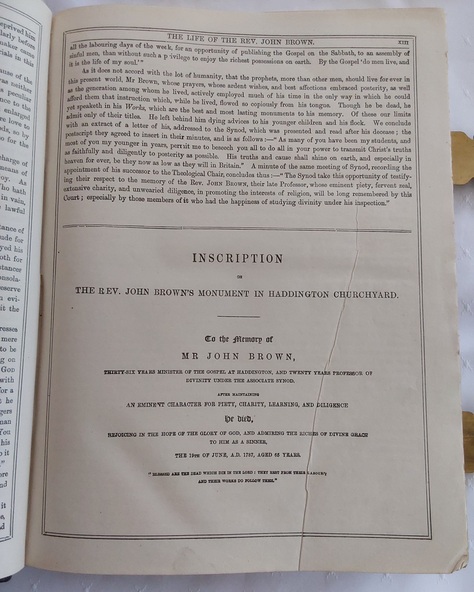 THE LIFE OF THE REV. JOHN BROWN. XIII
all the labouring days of the week, for an opportunity of publishing the Gospel on the Sabbath, to an assembly of
sinful men, than without such a p ivilege to enjoy the richest possessions on earth. By the Gospel 'do men live, and
it is the life of my soul.'"
As it does not accord with the lot of humanity, that the prophets, more than other men, should live for ever in
this present world, Mr Brown, whose prayers, whose ardent wishes, and best affections embraced posterity, as well
as the generation among whom he lived, actively employed much of his time in the only way in which he could
afford them that instruction which, while he lived, flowed so copiously from his tongue. Though he be dead, he
yet speaketh in his Works, which are the best and most lasting monuments to his memory. Of these our limits
admit only of their titles. He left behind him dying advices to his younger children and his flock. We conclude
with an extract of a letter of his, addressed to the Synod, which was presented and read after his disease; the
postscript they agreed to insert in their minutes, and is as follows:—"As many of you have been my students, and
most of you my younger in years, permit me to beseech you all to do all in your power to transmit Christ's truths
as faithfully and diligently to posterity as possible. His truths and cause shall shine on earth, and especially in
heaven for ever, be they now as low as they will in Britain." A minute of the same meeting of Synod, recording the
appointment of his successor to the Theological Chair, concludes thus:—"The Synod take this opportunity of testify-
ing their respect to the memory of the Rev. JOHN BROWN, their late Professor, whose eminent piety, fervent zeal,
extensive charity, and unwearied diligence, in promoting the interests of religion, will be long remembered by this
Court; especially by those members of it who had the happiness of studying divinity under his inspection."
INSCRIPTION
ON
THE REV. JOHN BROWN'S MONUMENT IN HADDINGTON CHURCHYARD.
To the Memory of
MR JOHN BROWN,
THIRTY-SIX YEARS MINISTER OF THE GOSPEL AT HADDINGTON, AND TWENTY YEARS PROFESSOR OF
DIVINITY UNDER THE ASSOCIATE SYNOD.
AFTER MAINTAINING
AN EMINENT CHARACTER FOR PIETY, CHARITY, LEARNING, AND DILIGENCE
He died,
REJOICING IN THE HOPE OF THE GLORY OF GOD, AND ADMIRING THE RICHES OF DIVINE GRACE
TO HIM AS A SINNER,
THE 19TH OF JUNE, A.D. 1787, AGED 65 YEARS.
"BLESSED ARE THE DEAD WHICH DIE IN THE LORD: THEY REST FROM THEIR LABOURS;
AND THEIR WORKS DO FOLLOW THEM."